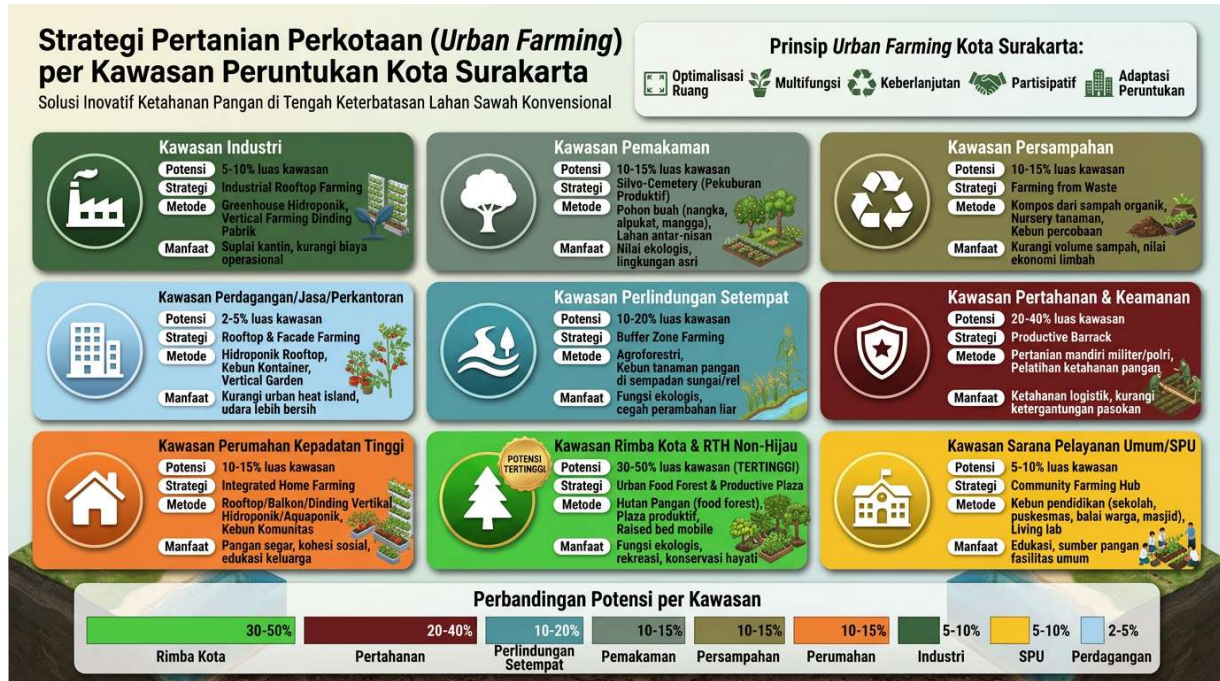 Strategi Pertanian Perkotaan (Urban Farming)
per Kawasan Peruntukan Kota Surakarta
Solusi Inovatif Ketahanan Pangan di Tengah Keterbatasan Lahan Sawah Konvensional
Prinsip Urban Farming Kota Surakarta:
Optimalisasi
Ruang
Multifungsi
Keberlanjutan
Partisipatif
Adaptasi
Peruntukan
Kawasan Industri
Potensi 5-10% luas kawasan
Strategi Industrial Rooftop Farming
Metode Greenhouse Hidroponik,
Vertical Farming Dinding
Pabrik
Manfaat Suplai kantin, kurangi biaya
operasional
Kawasan Pemakaman
Potensi 10-15% luas kawasan
Strategi Silvo-Cemetery (Pekuburan
Produktif)
Metode Pohon buah (nangka,
alpukat, mangga),
Lahan antar-nisan
Manfaat Nilai ekologis,
lingkungan asri
Kawasan Persampahan
Potensi 10-15% luas kawasan
Strategi Farming from Waste
Metode Kompos dari sampah organik,
Nursery tanaman,
Kebun percobaan
Manfaat Kurangi volume sampah, nilai
ekonomi limbah
Kawasan Perdagangan/Jasa/Perkantoran
Potensi 2-5% luas kawasan
Strategi Rooftop & Facade Farming
Metode Hidroponik Rooftop,
Kebun Kontainer,
Vertical Garden
Manfaat Kurangi urban heat island,
udara lebih bersih
Kawasan Perlindungan Setempat
Potensi 10-20% luas kawasan
Strategi Buffer Zone Farming
Metode Agroforestri,
Kebun tanaman pangan
di sempadan sungai/rel
Manfaat Fungsi ekologis,
cegah perambahan liar
Kawasan Pertahanan & Keamanan
Potensi 20-40% luas kawasan
Strategi Productive Barrack
Metode Pertanian mandiri militer/polri,
Pelatihan ketahanan pangan
Manfaat Ketahanan logistik, kurangi
ketergantungan pasokan
Kawasan Perumahan Kepadatan Tinggi
Potensi 10-15% luas kawasan
Strategi Integrated Home Farming
Metode Rooftop/Balkon/Dinding Vertikal
Hidroponik/Aquaponik,
Kebun Komunitas
Manfaat Pangan segar, kohesi sosial,
edukasi keluarga
POTENSI
TERTINGGI
Kawasan Rimba Kota & RTH Non-Hijau
Potensi 30-50% luas kawasan (TERTINGGI)
Strategi Urban Food Forest & Productive Plaza
Metode Hutan Pangan (food forest),
Plaza produktif,
Raised bed mobile
Manfaat Fungsi ekologis,
rekreasi, konservasi hayati
Kawasan Sarana Pelayanan Umum/SPU
Potensi 5-10% luas kawasan
Strategi Community Farming Hub
Metode Kebun pendidikan (sekolah,
puskesmas, balai warga, masjid),
Living lab
Manfaat Edukasi, sumber pangan
fasilitas umum
Perbandingan Potensi per Kawasan
30-50% 20-40% 10-20% 10-15% 10-15% 10-15% 5-10% 5-10% 2-5%
Rimba Kota Pertahanan Perlindungan Pemakaman Persampahan Perumahan Industri SPU Perdagangan
Setempat